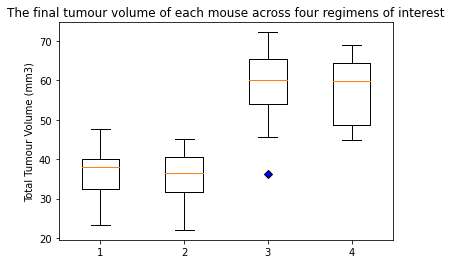 The final tumour volume of each mouse across four regimens of interest
Total Tumour Volume (mm3)
70
60
50
40
30
20
1 2 3 4